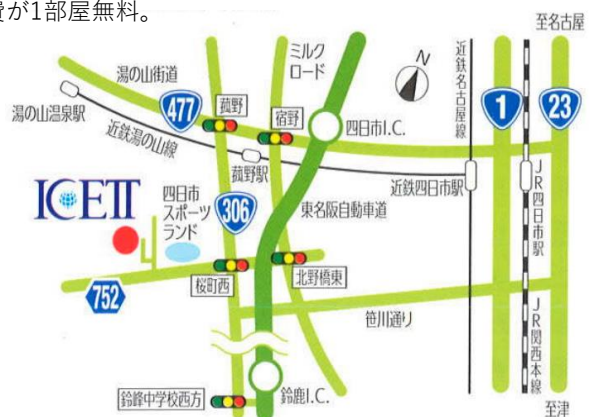 費が1部屋無料。
至名古屋
ミルク
ロード
N
近鉄名古屋線
湯の山街道
477
菰野
宿野
1
23
湯の山温泉駅
四日市I.C.
近鉄湯の山線
菰野駅
近鉄四日市駅
JR四日市駅
ICETT
四日市
スポーツ
ランド
306
東名阪自動車道
752
桜町西
北野橋東
笹川通り
JR関西本線
鈴峰中学校西方
鈴鹿I.C.
至津